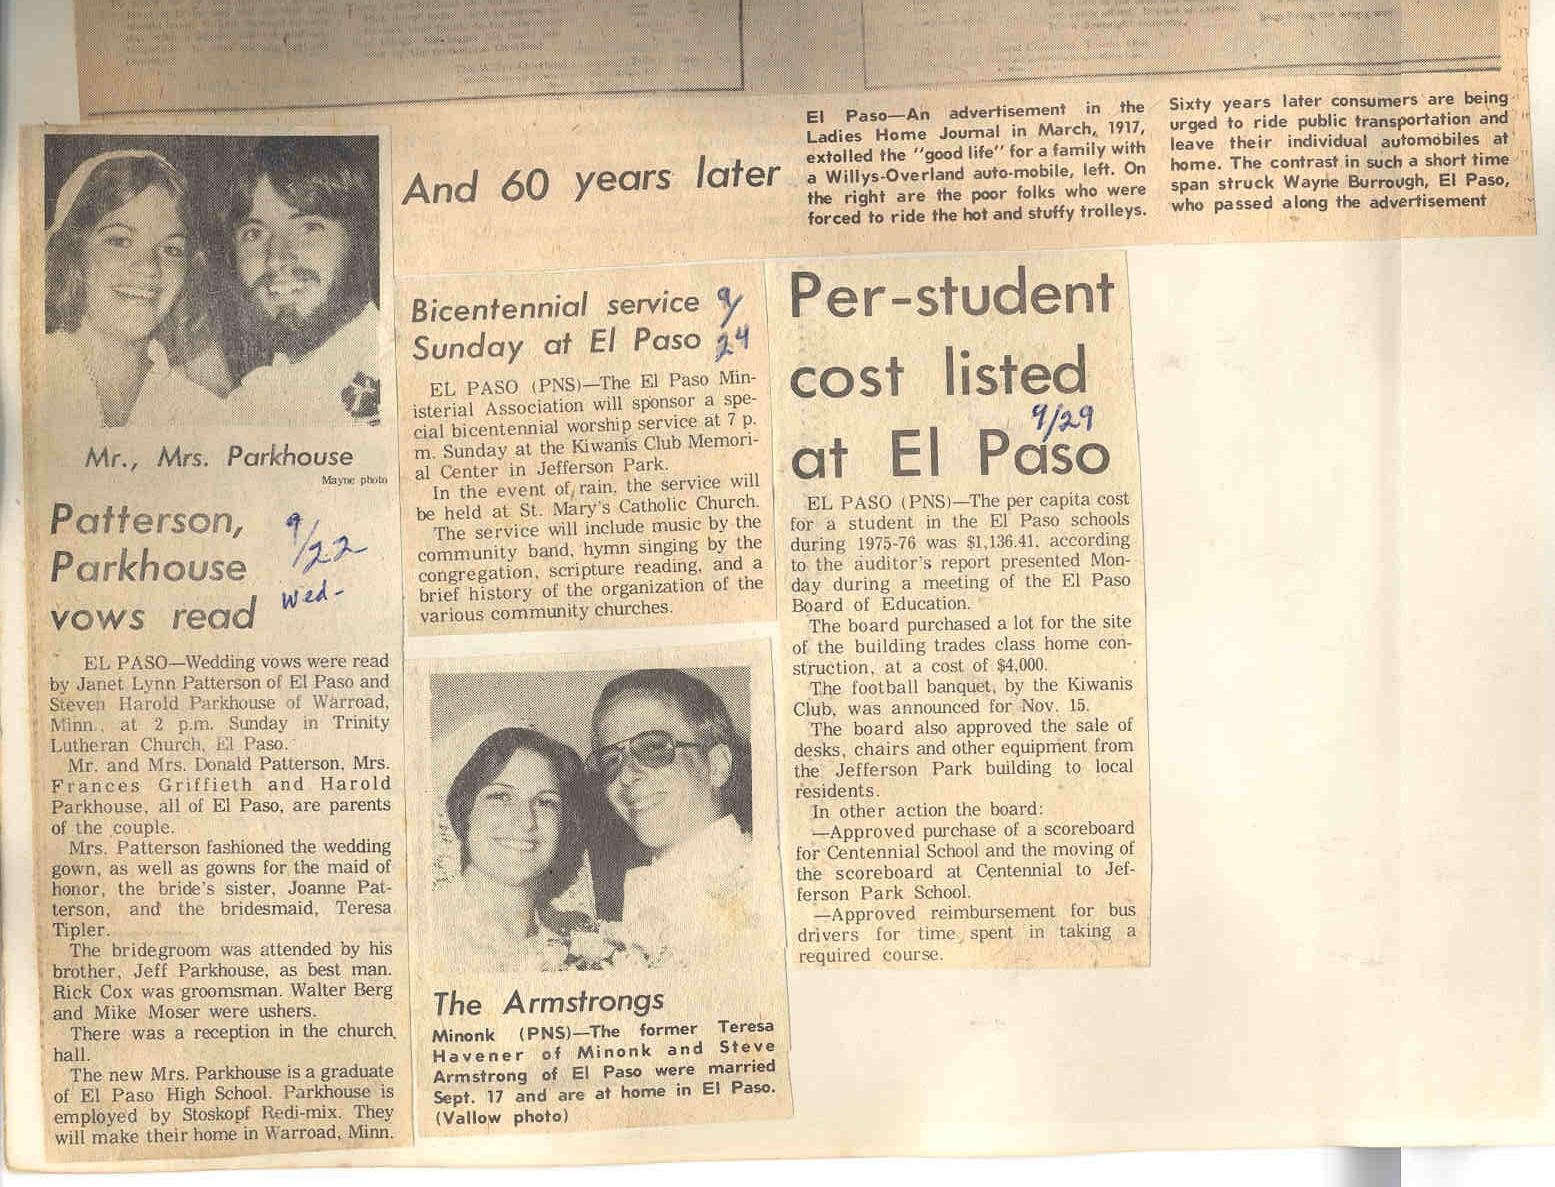 And 60 years later
El Paso—An advertisement in the
Ladies Home Journal in March, 1917,
extolled the "good life" for a family with
a Willys-Overland auto-mobile, left. On
the right are the poor folks who were
forced to ride the hot and stuffy trolleys.
Sixty years later consumers are being
urged to ride public transportation and
leave their individual automobiles at
home. The contrast in such a short time
span struck Wayne Burrough, El Paso,
who passed along the advertisement
Mr., Mrs. Parkhouse
Mayne photo
Patterson,
Parkhouse
vows read
9/22
Wed-
EL PASO—Wedding vows were read
by Janet Lynn Patterson of El Paso and
Steven Harold Parkhouse of Warroad,
Minn., at 2 p.m. Sunday in Trinity
Lutheran Church, El Paso.
Mr. and Mrs. Donald Patterson, Mrs.
Frances Griffieth and Harold
Parkhouse, all of El Paso, are parents
of the couple.
Mrs. Patterson fashioned the wedding
gown, as well as gowns for the maid of
honor, the bride's sister, Joanne Pat-
terson, and the bridesmaid, Teresa
Tipler.
The bridegroom was attended by his
brother, Jeff Parkhouse, as best man.
Rick Cox was groomsman. Walter Berg
and Mike Moser were ushers.
There was a reception in the church
hall.
The new Mrs. Parkhouse is a graduate
of El Paso High School. Parkhouse is
employed by Stoskopf Redi-mix. They
will make their home in Warroad, Minn.
Bicentennial service
Sunday at El Paso
9/
24
EL PASO (PNS)—The El Paso Min-
isterial Association will sponsor a spe-
cial bicentennial worship service at 7 p.
m. Sunday at the Kiwanis Club Memori-
al Center in Jefferson Park.
In the event of rain, the service will
be held at St. Mary's Catholic Church.
The service will include music by the
community band, hymn singing by the
congregation, scripture reading, and a
brief history of the organization of the
various community churches.
The Armstrongs
Minonk (PNS)—The former Teresa
Havener of Minonk and Steve
Armstrong of El Paso were married
Sept. 17 and are at home in El Paso.
(Vallow photo)
Per-student
cost listed
at El Paso
9/29
EL PASO (PNS)—The per capita cost
for a student in the El Paso schools
during 1975-76 was $1,136.41, according
to the auditor's report presented Mon-
day during a meeting of the El Paso
Board of Education.
The board purchased a lot for the site
of the building trades class home con-
struction, at a cost of $4,000.
The football banquet, by the Kiwanis
Club, was announced for Nov. 15.
The board also approved the sale of
desks, chairs and other equipment from
the Jefferson Park building to local
residents.
In other action the board:
—Approved purchase of a scoreboard
for Centennial School and the moving of
the scoreboard at Centennial to Jef-
ferson Park School.
—Approved reimbursement for bus
drivers for time spent in taking a
required course.